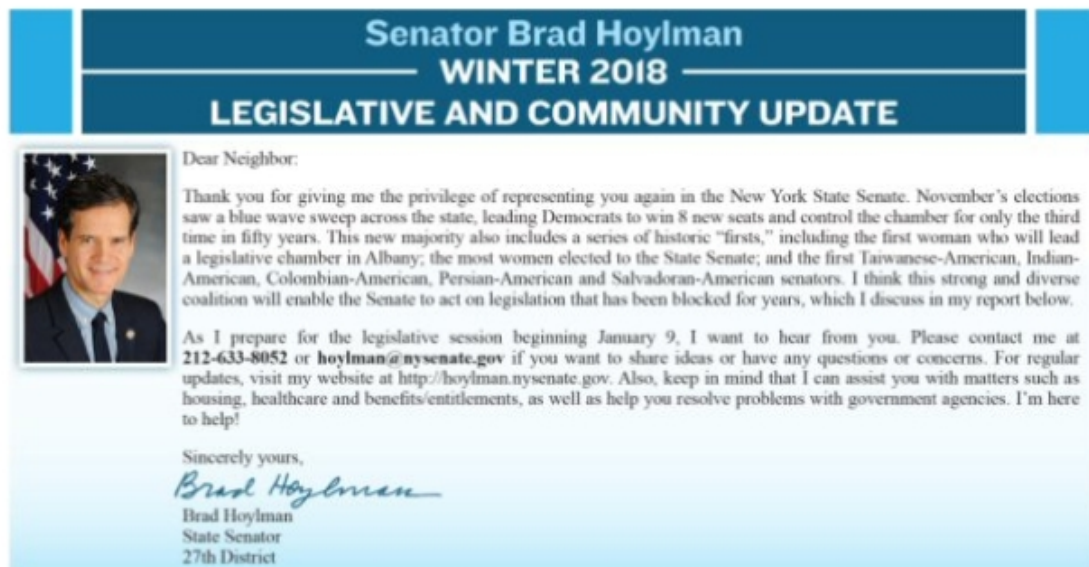 Senator Brad Hoylman
WINTER 2018
LEGISLATIVE AND COMMUNITY UPDATE
Dear Neighbor:
Thank you for giving me the privilege of representing you again in the New York State Senate. November's elections
saw a blue wave sweep across the state, leading Democrats to win 8 new seats and control the chamber for only the third
time in fifty years. This new majority also includes a series of historic "firsts," including the first woman who will lead
a legislative chamber in Albany; the most women elected to the State Senate; and the first Taiwanese-American, Indian-
American, Colombian-American, Persian-American and Salvadoran-American senators. I think this strong and diverse
coalition will enable the Senate to act on legislation that has been blocked for years, which I discuss in my report below.
As I prepare for the legislative session beginning January 9, I want to hear from you. Please contact me at
212-633-8052 or hoylman@nysenate.gov if you want to share ideas or have any questions or concerns. For regular
updates, visit my website at http://hoylman.nysenate.gov. Also, keep in mind that I can assist you with matters such as
housing, healthcare and benefits/entitlements, as well as help you resolve problems with government agencies. I'm here
to help!
Sincerely yours,
Brad Hoylman
Brad Hoylman
State Senator
27th District